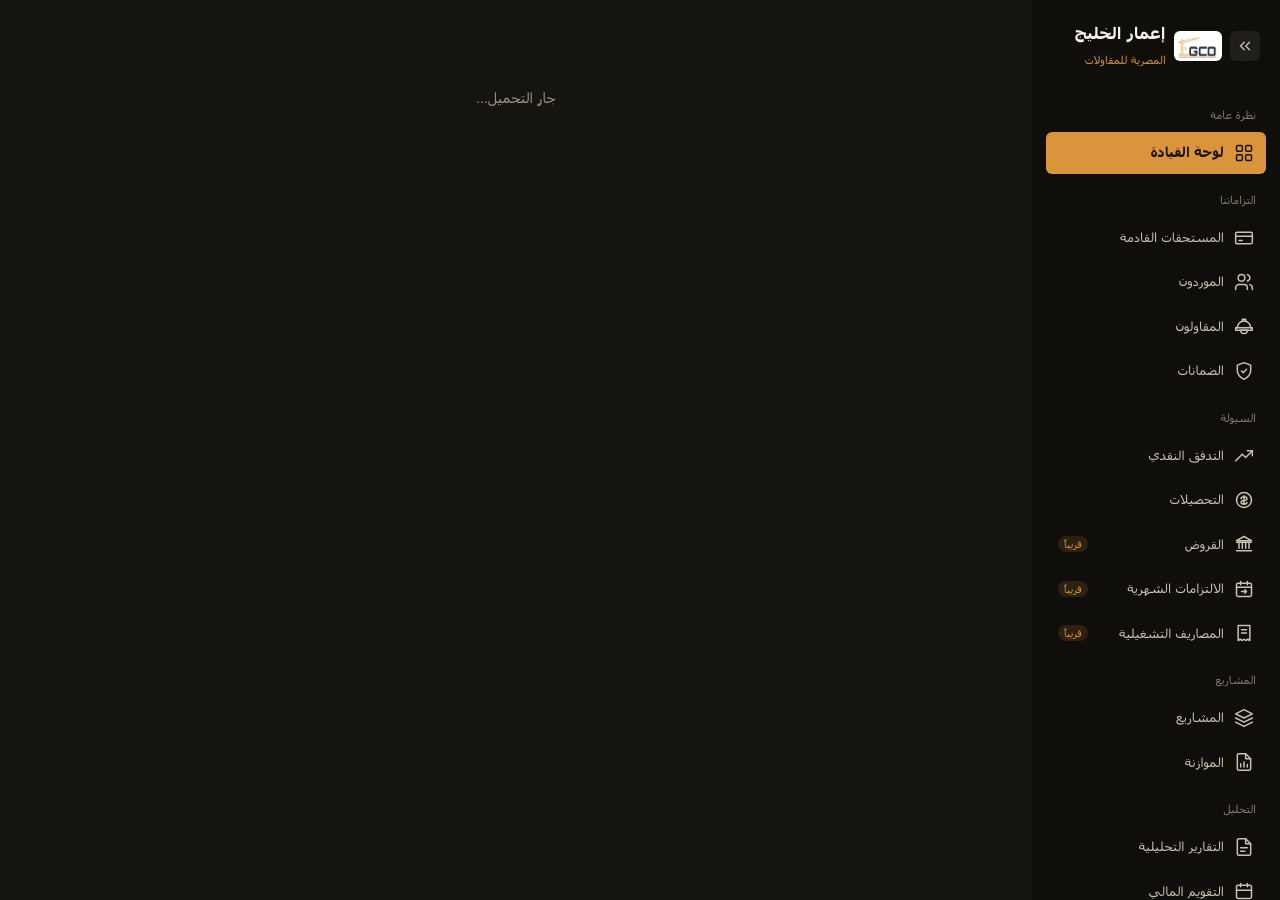 إعمار الخليج
المصرية للمقاولات
GCO
نظرة عامة
لوحة القيادة
التزاماتنا
المستحقات القادمة
الموردون
المقاولون
الضمانات
السيولة
التدفق النقدي
التحصيلات
القروض
قريباً
الالتزامات الشهرية
قريباً
المصاريف التشغيلية
قريباً
المشاريع
المشاريع
الموازنة
التحليل
التقارير التحليلية
التقويم المالي
جار التحميل...